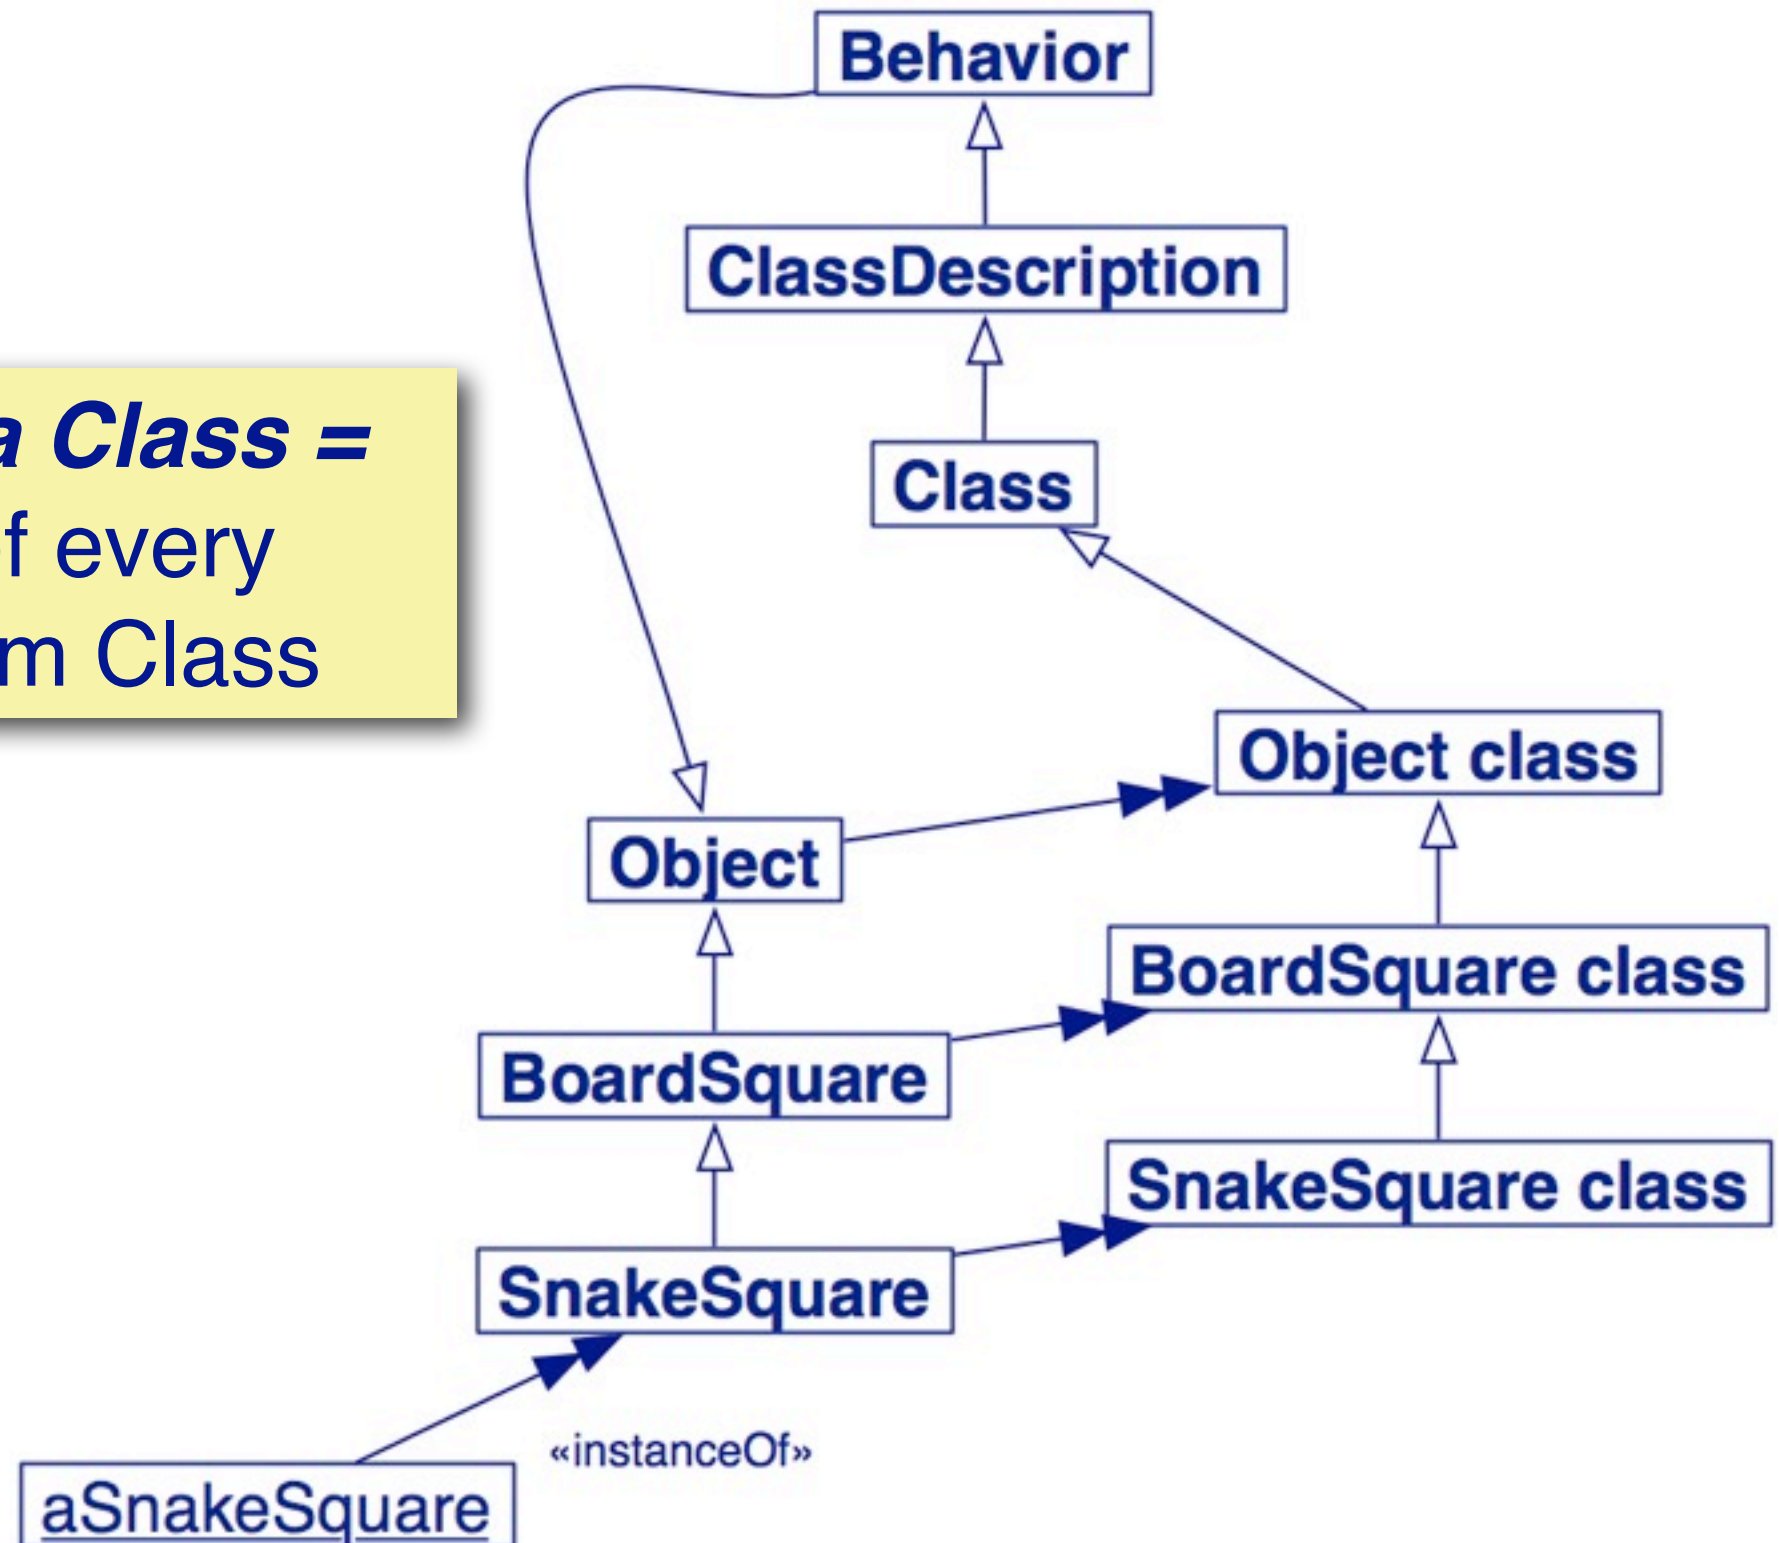 Behavior
ClassDescription
a Class =
every
Class
Class
Object class
Object
BoardSquare class
BoardSquare
SnakeSquare class
SnakeSquare
«instanceOf»
aSnakeSquare